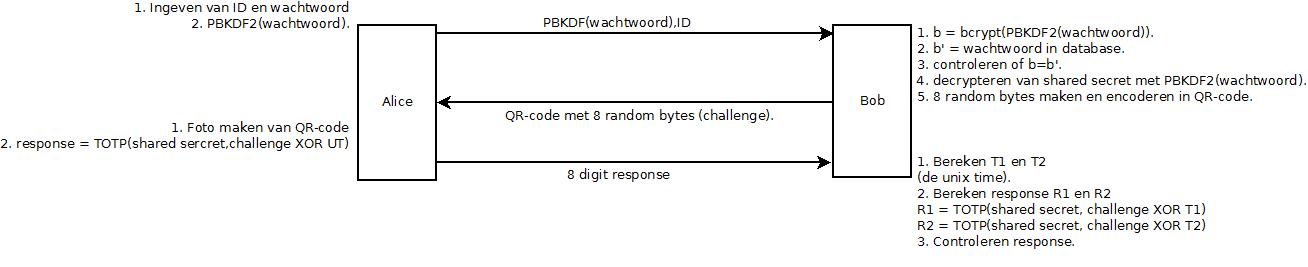 1. Ingeven van ID en wachtwoord
2. PBKDF2(wachtwoord).
PBKDF(wachtwoord),ID
1. b = bcrypt(PBKDF2(wachtwoord)).
2. b' = wachtwoord in database.
3. controleren of b=b'.
4. decrypteren van shared secret met PBKDF2(wachtwoord).
5. 8 random bytes maken en encoderen in QR-code.
Alice
Bob
QR-code met 8 random bytes (challenge).
1. Foto maken van QR-code
2. response = TOTP(shared sercret,challenge XOR UT)
8 digit response
1. Bereken T1 en T2
(de unix time).
2. Bereken response R1 en R2
R1 = TOTP(shared secret, challenge XOR T1)
R2 = TOTP(shared secret, challenge XOR T2)
3. Controleren response.